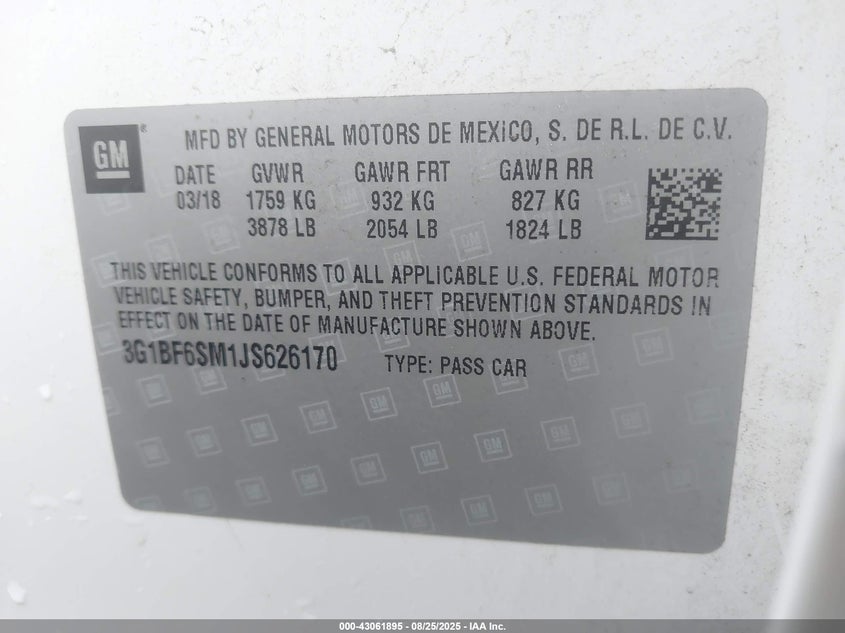 GM®
MFD BY GENERAL MOTORS DE MEXICO, S. DE R.L. DE C.V.
DATE GVWR GAWR FRT GAWR RR
03/18 1759 KG 932 KG 827 KG
3878 LB 2054 LB 1824 LB
THIS VEHICLE CONFORMS TO ALL APPLICABLE U.S. FEDERAL MOTOR
VEHICLE SAFETY, BUMPER, AND THEFT PREVENTION STANDARDS IN
EFFECT ON THE DATE OF MANUFACTURE SHOWN ABOVE.
3G1BF6SM1JS626170 TYPE: PASS CAR
000-43061895 - 08/25/2025 - IAA Inc.